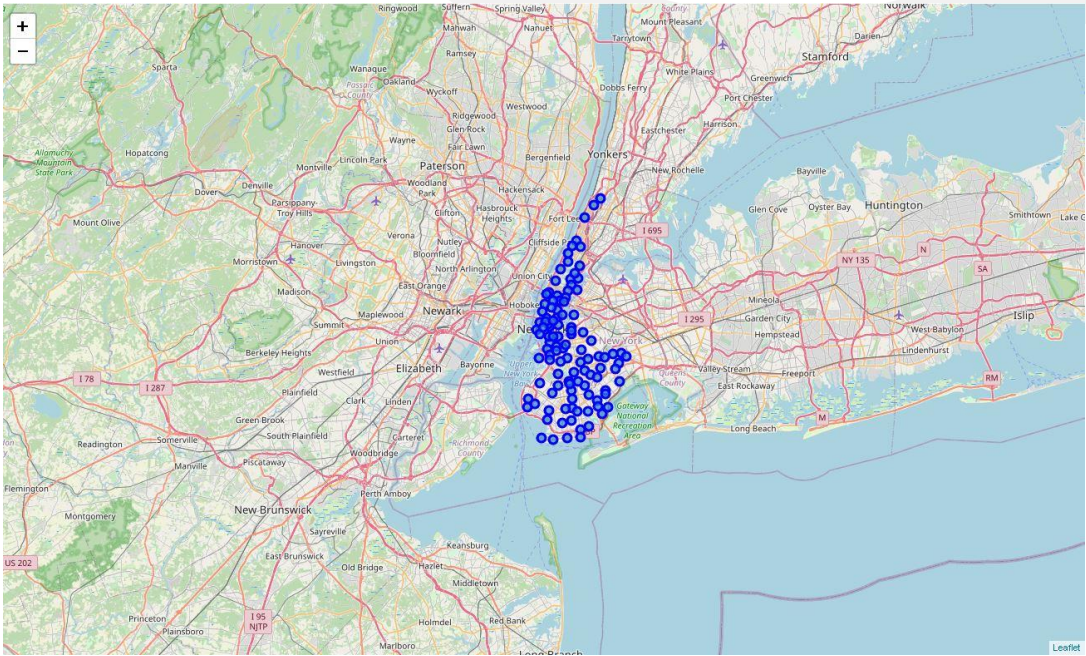 +
−
Ringwood
Suffern
Spring Valley
Nanuet
Mahwah
Mount Pleasant
Norwalk
Tarrytown
Darien
Ramsey
Stamford
Sparta
Wanaque
Oakland
Wyckoff
White Plains
Greenwich
Passaic
County
Dobbs Ferry
Port Chester
Westwood
Ridgewood
Glen Rock
Harrison
Eastchester
Hopatcong
Wayne
Fair Lawn
Allamuchy
Mountain
State Park
Lincoln Park
Paterson
Bergenfield
Yonkers
Montville
New Rochelle
Bayville
Denville
Woodland
Park
Hackensack
Dover
Parsippany-
Troy Hills
Clifton
Hasbrouck
Heights
Fort Lee
Glen Cove
Oyster Bay
Huntington
Smithtown
Lake
Mount Olive
Verona
Nutley
Cliffside
I 695
Hanover
Bloomfield
N
Morristown
Livingston
North Arlington
NY 135
SA
Union City
Madison
East Orange
Mineola
Maplewood
Newark
Garden City
I 295
Islip
Summit
Hempstead
West Babylon
Union
New York
Berkeley Heights
Lindenhurst
Elizabeth
Bayonne
Upper
New York
Bay
Valley Stream
Freeport
Westfield
Queens
County
East Rockaway
I 78
I 287
Plainfield
RM
Clark
Linden
Gateway
National
Recreation
Area
M
Green Brook
Long Beach
Readington
Somerville
South Plainfield
Carteret
Richmond
County
Woodbridge
Manville
Piscataway
Flemington
Perth Amboy
New Brunswick
Montgomery
Sayreville
Keansburg
East Brunswick
US 202
Old Bridge
Hazlet
Middletown
Princeton
I 95
NJTP
Plainsboro
Holmdel
Red Bank
Marlboro
Long Branch
Leaflet